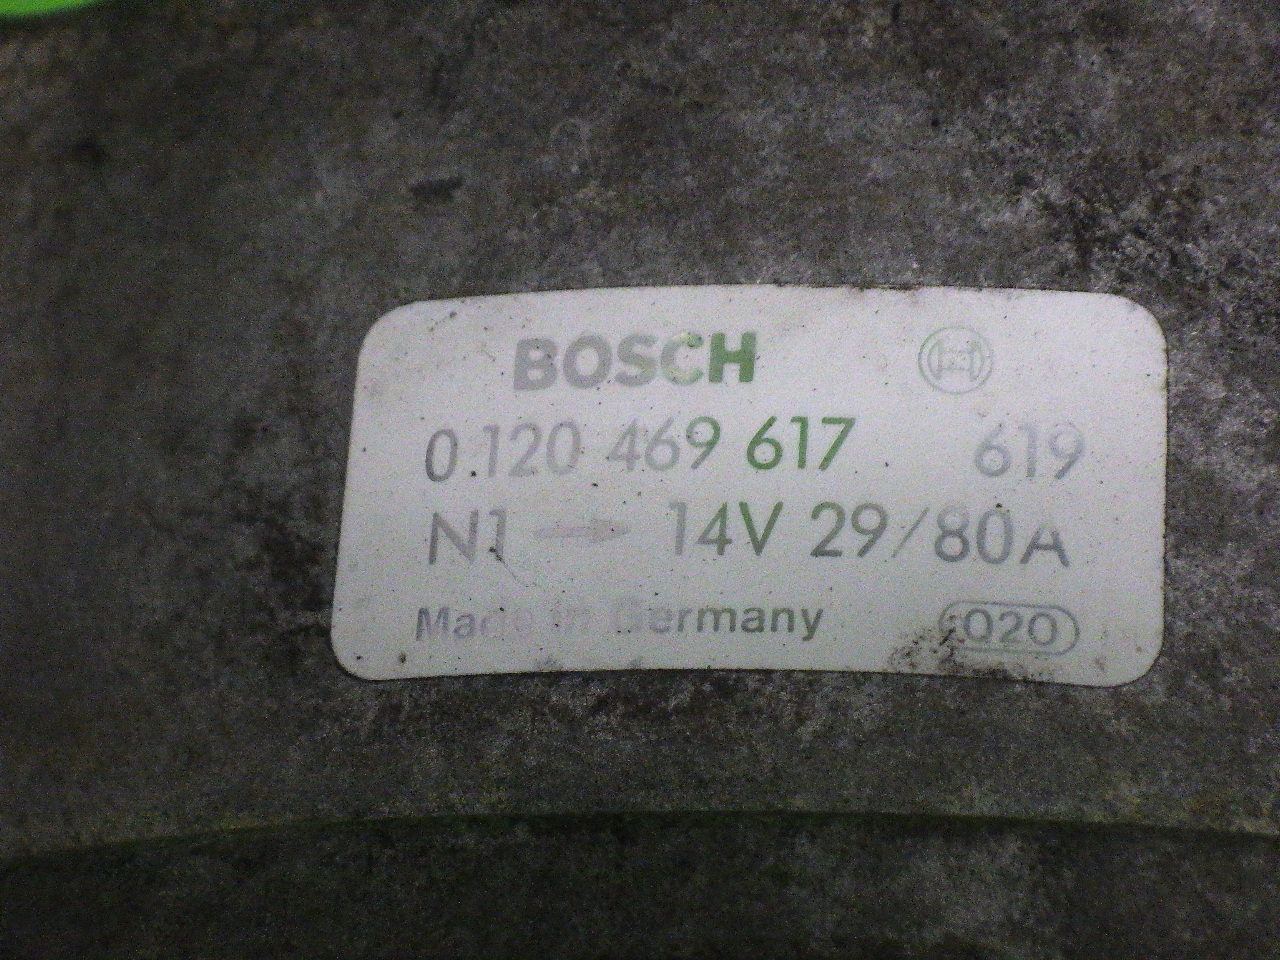 BOSCH
0 120 469 617 619
N1 → 14V 29/80A
Made in Germany 020